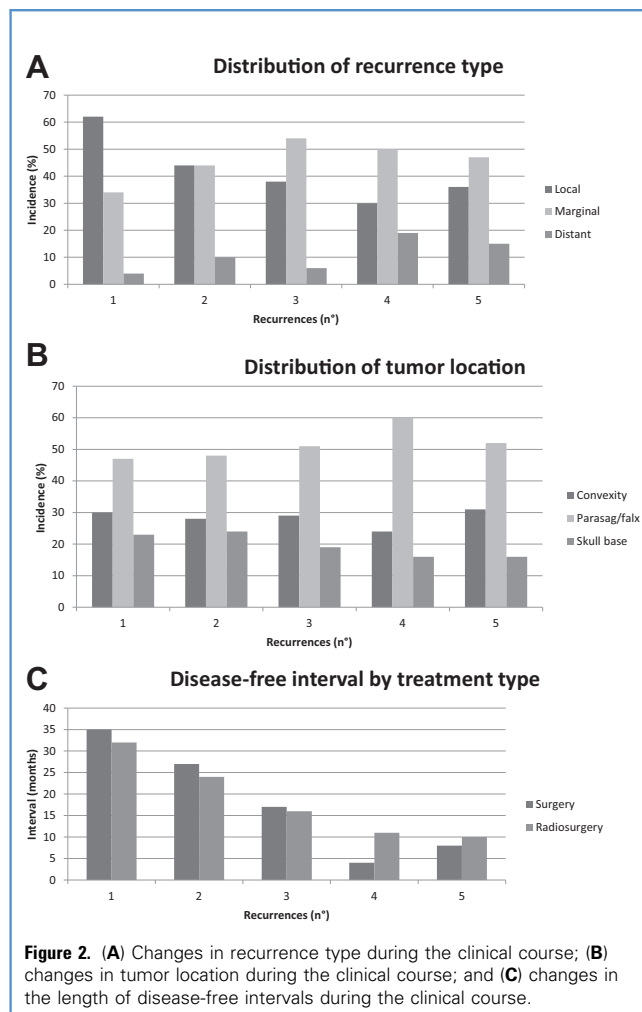 A
Distribution of recurrence type
70
60
50
40
30
20
10
0
Incidence (%)
1 2 3 4 5
Recurrences (n°)
Local
Marginal
Distant
B
Distribution of tumor location
70
60
50
40
30
20
10
0
Incidence (%)
1 2 3 4 5
Recurrences (n°)
Convexity
Parasag/falx
Skull base
C
Disease-free interval by treatment type
40
35
30
25
20
15
10
5
0
Interval (months)
1 2 3 4 5
Recurrences (n°)
Surgery
Radiosurgery
Figure 2. (A) Changes in recurrence type during the clinical course; (B)
changes in tumor location during the clinical course; and (C) changes in
the length of disease-free intervals during the clinical course.